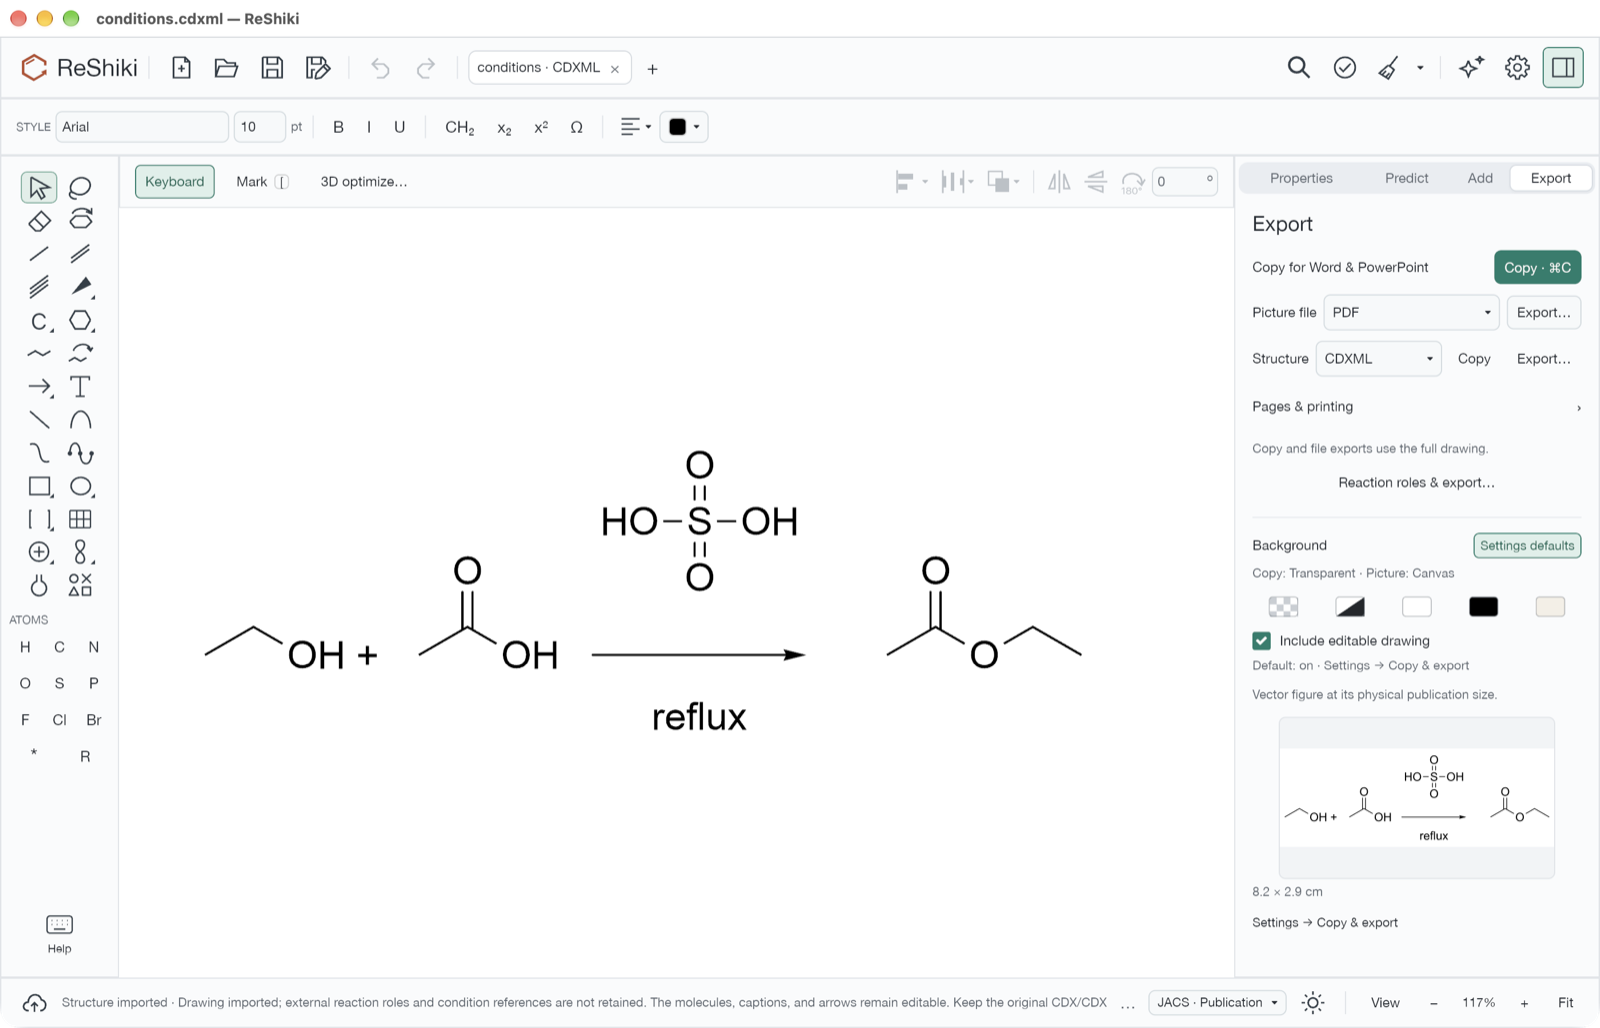 conditions.cdxml — ReShiki
ReShiki
conditions · CDXML × +
STYLE Arial 10 pt B I U CH₂ x₂ x² Ω
Keyboard Mark [ 3D optimize... 180° 0 °
Properties Predict Add Export
Export
Copy for Word & PowerPoint Copy · ⌘C
Picture file PDF Export...
Structure CDXML Copy Export...
Pages & printing ›
Copy and file exports use the full drawing.
Reaction roles & export...
Background Settings defaults
Copy: Transparent · Picture: Canvas
Include editable drawing
Default: on · Settings → Copy & export
Vector figure at its physical publication size.
O
HO–S–OH
O
O O
OH + OH O
reflux
8.2 × 2.9 cm
Settings → Copy & export
C
T
ATOMS
H C N
O S P
F Cl Br
* R
Help
O
HO–S–OH
O
O O
OH + OH O
reflux
Structure imported · Drawing imported; external reaction roles and condition references are not retained. The molecules, captions, and arrows remain editable. Keep the original CDX/CDX ... JACS · Publication View − 117% + Fit